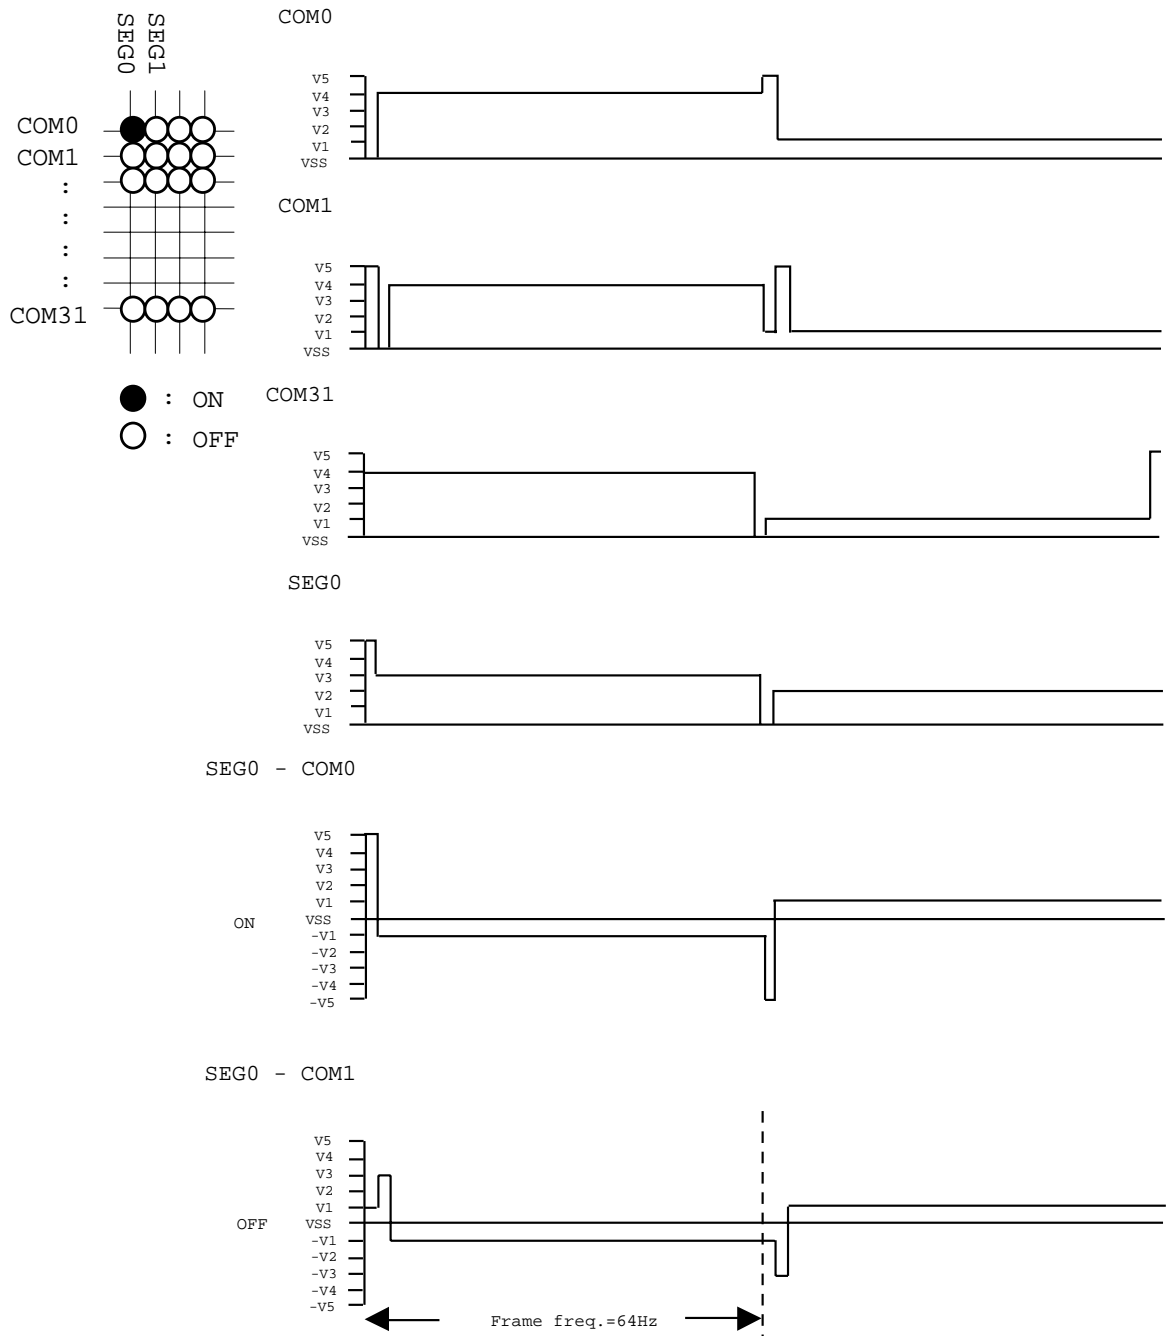 SEG0
SEG1
COM0
COM1
:
:
:
:
COM31
: ON
: OFF
COM0
V5
V4
V3
V2
V1
VSS
COM1
V5
V4
V3
V2
V1
VSS
COM31
V5
V4
V3
V2
V1
VSS
SEG0
V5
V4
V3
V2
V1
VSS
SEG0 - COM0
V5
V4
V3
V2
V1
ON VSS
-V1
-V2
-V3
-V4
-V5
SEG0 - COM1
V5
V4
V3
V2
V1
OFF VSS
-V1
-V2
-V3
-V4
-V5
Frame freq.=64Hz